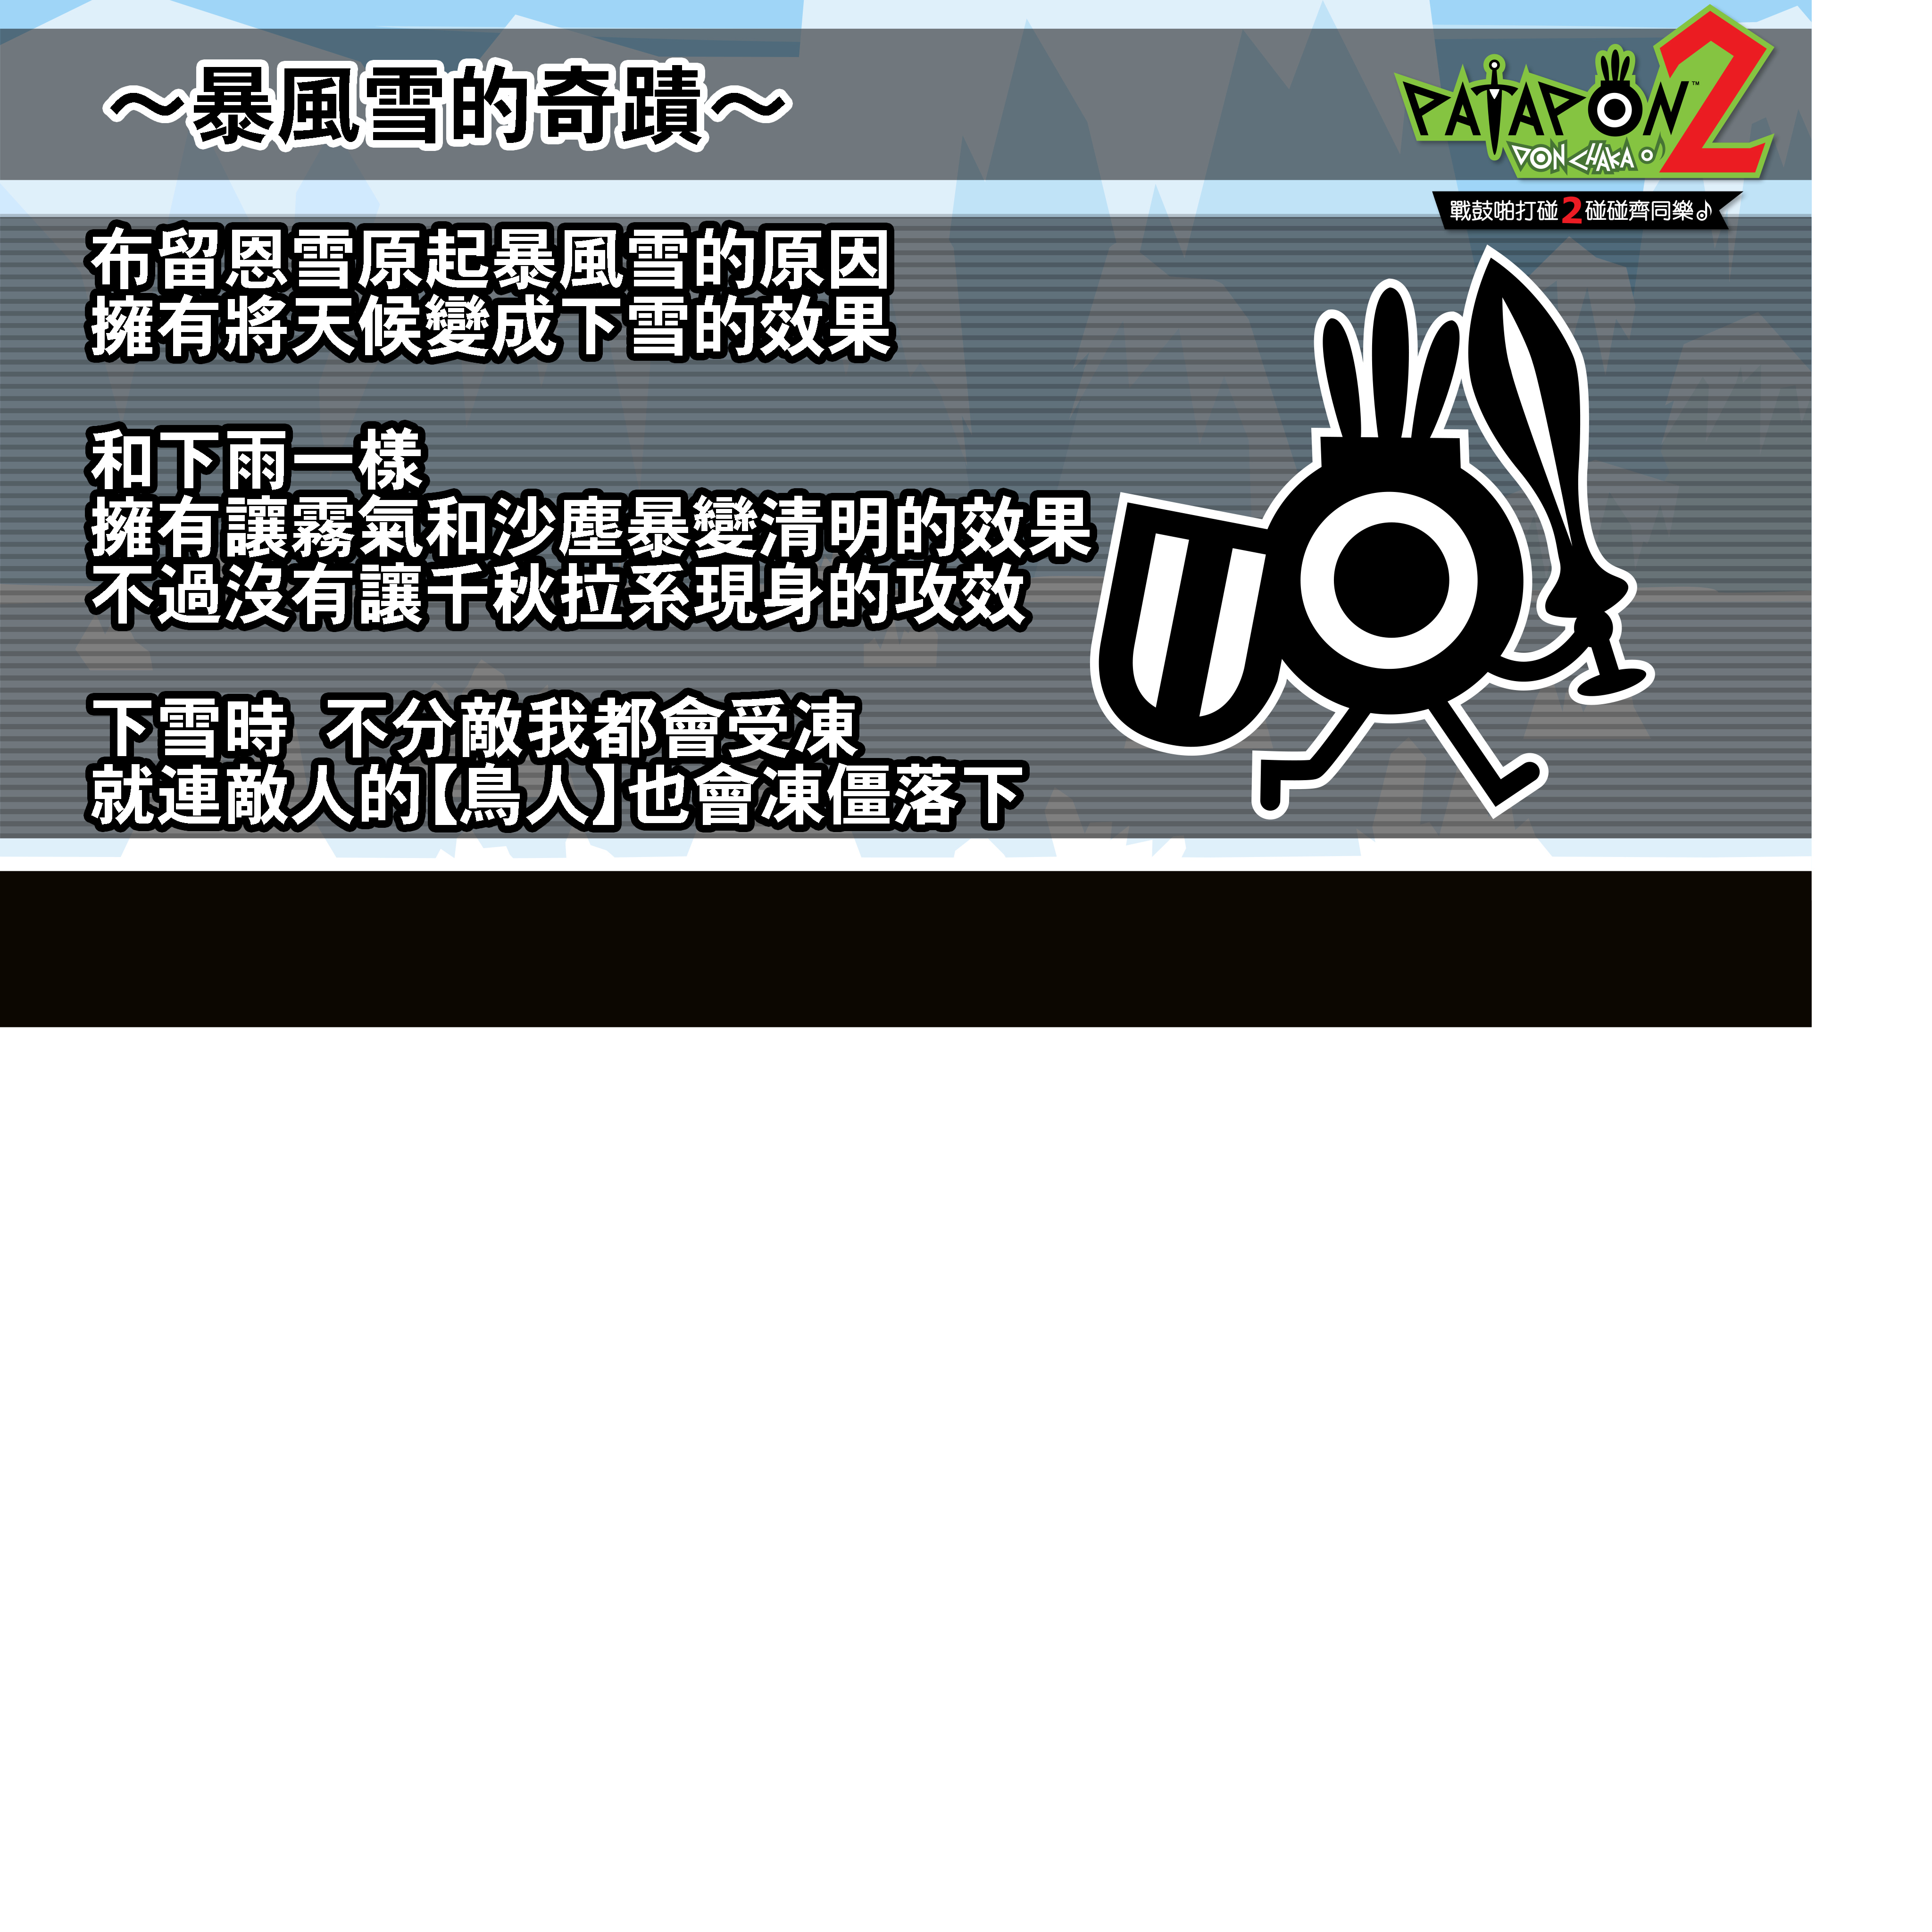 ～暴風雪的奇蹟～
PATAPON™2
DON CHAKA♪
戰鼓啪打碰2碰碰齊同樂♪
布留恩雪原起暴風雪的原因
擁有將天候變成下雪的效果
和下雨一樣
擁有讓霧氣和沙塵暴變清明的效果
不過沒有讓千秋拉系現身的攻效
下雪時 不分敵我都會受凍
就連敵人的【鳥人】也會凍僵落下